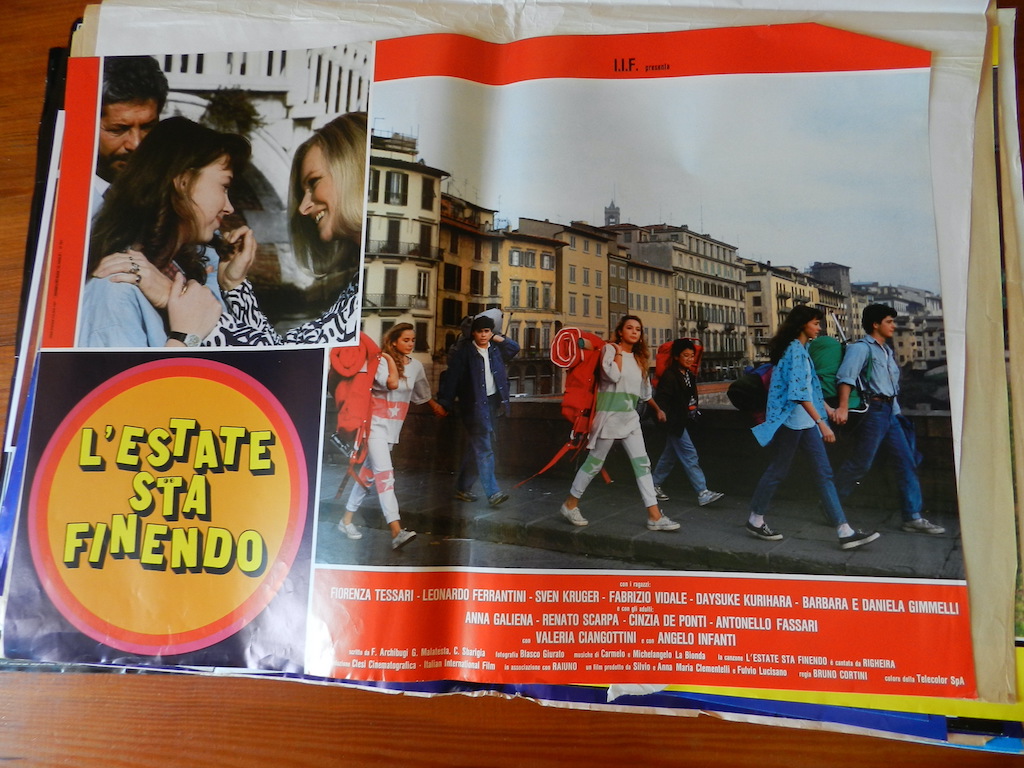 I.I.F. presenta
L'ESTATE
STA
FINENDO
con i ragazzi:
FIORENZA TESSARI - LEONARDO FERRANTINI - SVEN KRUGER - FABRIZIO VIDALE - DAYSUKE KURIHARA - BARBARA E DANIELA GIMMELLI
e con gli adulti:
ANNA GALIENA - RENATO SCARPA - CINZIA DE PONTI - ANTONELLO FASSARI
con VALERIA CIANGOTTINI e con ANGELO INFANTI
scritto da F. Archibugi G. Malatesta, C. Sbarigia fotografia Blasco Giurato musiche di Carmelo e Michelangelo La Bionda la canzone L'ESTATE STA FINENDO è cantata da RIGHEIRA
Clesi Cinematografica - Italian International Film in associazione con RAIUNO un film prodotto da Silvio e Anna Maria Clementelli e Fulvio Lucisano regia BRUNO CORTINI colore della Telecolor SpA